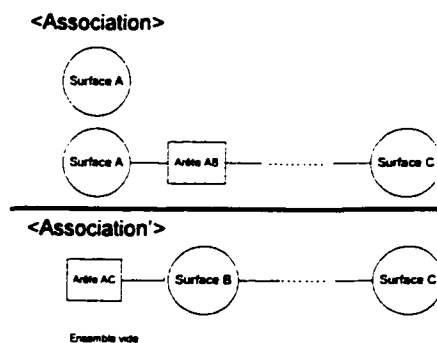 <Association>
Surface A
Surface A Arête AB Surface C
<Association'>
Arête AC Surface B Surface C
Ensemble vide